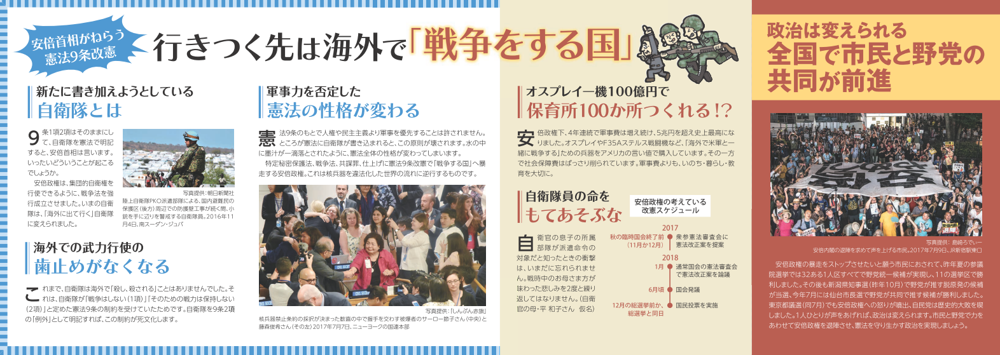 安倍首相がねらう
憲法9条改憲
行きつく先は海外で「戦争をする国」
新たに書き加えようとしている
自衛隊とは
9条1項2項はそのままにし
て、自衛隊を憲法で明記
すると、安倍首相は言います。
いったいどういうことが起こる
でしょうか。
安倍政権は、集団的自衛権を
行使できるように、戦争法を強
行成立させました。いまの自衛
隊は、「海外に出て行く」自衛隊
に変えられました。
写真提供:朝日新聞社
陸上自衛隊PKO派遣部隊による、国内避難民の
保護区(後方)周辺での防護壁工事が続く間、小
銃を手に辺りを警戒する自衛隊員。2016年11
月4日、南スーダン・ジュバ
海外での武力行使の
歯止めがなくなる
これまで、自衛隊は海外で「殺し、殺される」ことはありませんでした。そ
れは、自衛隊が「戦争はしない(1項)」「そのための戦力は保持しない
(2項)」と定めた憲法9条の制約を受けていたためです。自衛隊を9条2項
の「例外」として明記すれば、この制約が死文化します。
軍事力を否定した
憲法の性格が変わる
憲法9条のもとで人権や民主主義より軍事を優先することは許されません。
ところが憲法に自衛隊が書き込まれると、この原則が壊されます。水の中
に墨汁が一滴落とされたように、憲法全体の性格が変わってしまいます。
特定秘密保護法、戦争法、共謀罪、仕上げに憲法9条改憲で「戦争する国」へ暴
走する安倍政権。これは核兵器を違法化した世界の流れに逆行するものです。
写真提供:「しんぶん赤旗」
核兵器禁止条約の採択が決まった歓喜の中で握手を交わす被爆者のサーロー節子さん(中央)と
藤森俊希さん(その左)2017年7月7日、ニューヨークの国連本部
オスプレイ一機100億円で
保育所100か所つくれる!?
安倍政権下、4年連続で軍事費は増え続け、5兆円を超え史上最高にな
りました。オスプレイやF35Aステルス戦闘機など、「海外で米軍と一
緒に戦争する」ための兵器をアメリカの言い値で購入しています。その一方
で社会保障費はばっさり削られています。軍事費よりも、いのち・暮らし・教
育を大切に。
自衛隊員の命を
もてあそぶな
自衛官の息子の所属
部隊が派遣命令の
対象だと知ったときの衝撃
は、いまだに忘れられませ
ん。戦時中のお母さま方が
味わった悲しみを2度と繰り
返してはなりません。(自衛
官の母・平 和子さん 仮名)
安倍政権の考えている
改憲スケジュール
2017
秋の臨時国会終了前
(11月か12月)
衆参憲法審査会に
憲法改正案を提案
2018
1月
通常国会の憲法審査会
で憲法改正案を論議
6月頃
国会発議
12月の総選挙前か、
総選挙と同日
国民投票を実施
政治は変えられる
全国で市民と野党の
共同が前進
写真提供:島崎ろでぃー
安倍内閣の退陣を求めて声を上げる市民。2017年7月9日、JR新宿駅東口
安倍政権の暴走をストップさせたいと願う市民におされて、昨年夏の参議
院選挙では32ある1人区すべてで野党統一候補が実現し、11の選挙区で勝
利しました。その後も新潟県知事選(昨年10月)で野党が推す脱原発の候補
が当選、今年7月には仙台市長選で野党が共同で推す候補が勝利しました。
東京都議選(同7月)でも安倍政権への怒りが噴出、自民党は歴史的大敗を喫
しました。1人ひとりが声をあげれば、政治は変えられます。市民と野党で力を
あわせて安倍政権を退陣させ、憲法を守り生かす政治を実現しましょう。